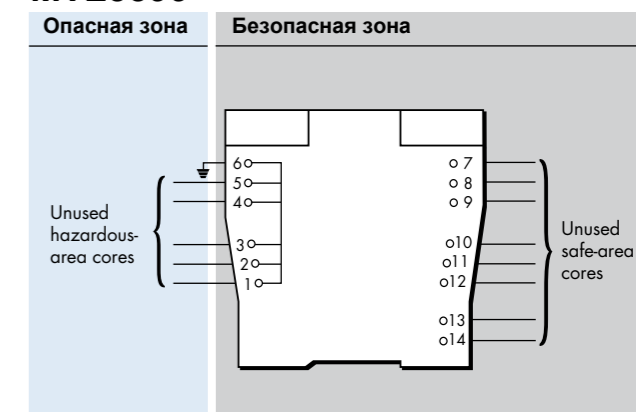 Опасная зона
Безопасная зона
6
5
4
3
2
1
7
8
9
10
11
12
13
14
Unused
hazardous-
area cores
Unused
safe-area
cores